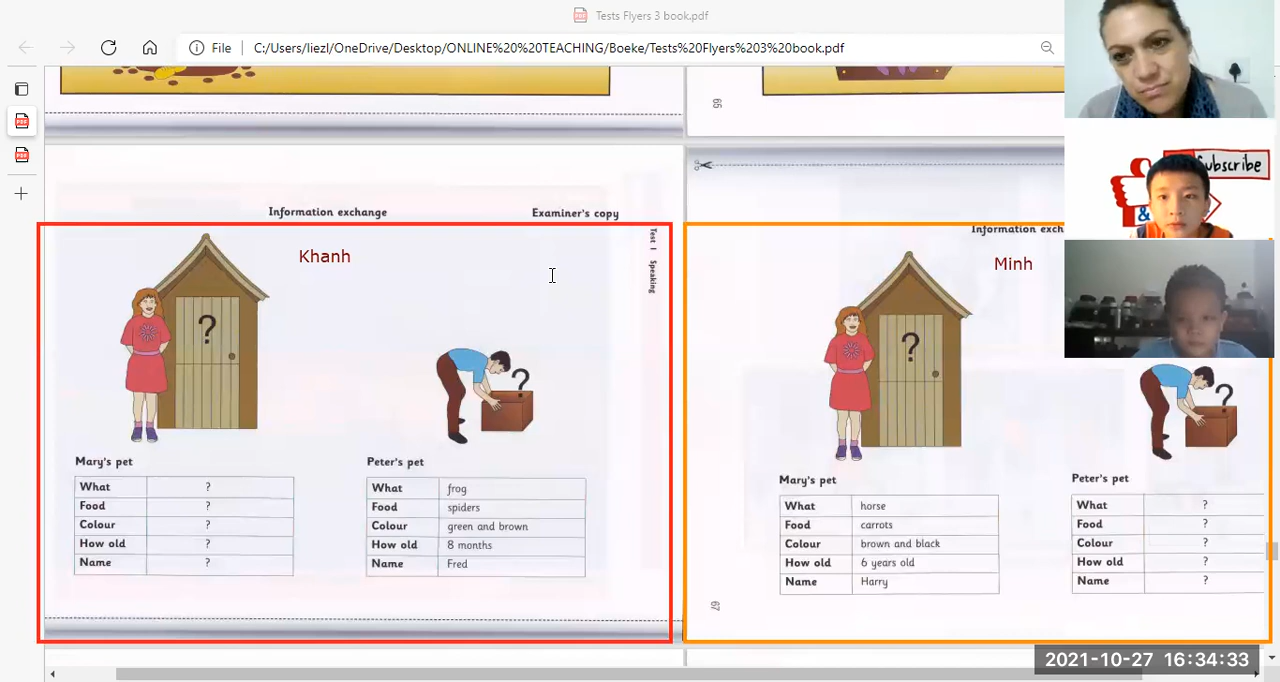 Tests Flyers 3 book.pdf
File
C:/Users/liezl/OneDrive/Desktop/ONLINE%20%20TEACHING/Boeke/Tests%20Flyers%203%20book.pdf
65
Subscribe
&
Information exchange
Examiner's copy
Test 1 Speaking
Khanh
?
?
Mary's pet
What ?
Food ?
Colour ?
How old ?
Name ?
Peter's pet
What frog
Food spiders
Colour green and brown
How old 8 months
Name Fred
Information exch
Minh
?
?
Mary's pet
What horse
Food carrots
Colour brown and black
How old 6 years old
Name Harry
Peter's pet
What ?
Food ?
Colour ?
How old ?
Name ?
67
2021-10-27 16:34:33